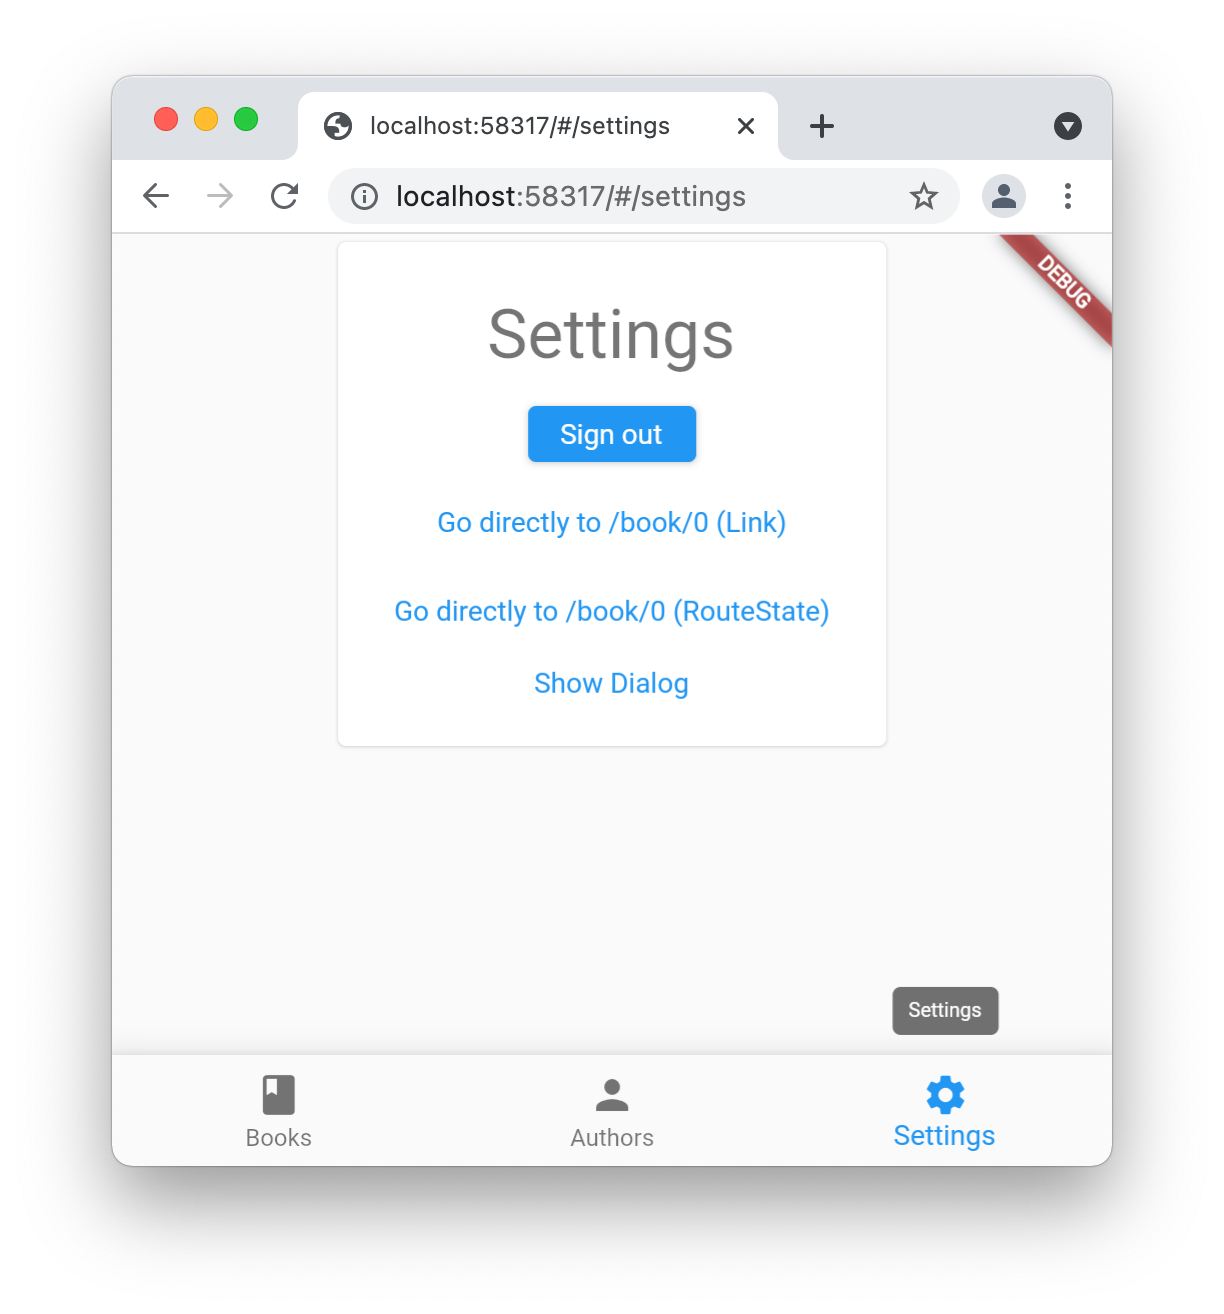 localhost:58317/#/settings
localhost:58317/#/settings
DEBUG
Settings
Sign out
Go directly to /book/0 (Link)
Go directly to /book/0 (RouteState)
Show Dialog
Settings
Books
Authors
Settings